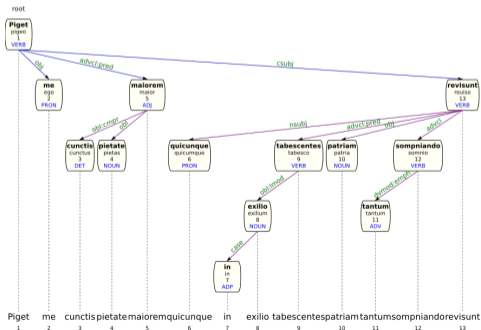 root
Piget
pigeo
1
VERB
obj
advcl:pred
csubj
me
ego
2
PRON
maiorem
maior
5
ADJ
revisunt
reuiso
13
VERB
obl:cmpr
obl
nsubj
advcl:pred
obj
advcl
cunctis
cunctus
3
DET
pietate
pietas
4
NOUN
quicunque
quicumque
6
PRON
tabescentes
tabesco
9
VERB
patriam
patria
10
NOUN
sompniando
somnio
12
VERB
obl:lmod
advmod:emph
exilio
exilium
8
NOUN
tantum
tantum
11
ADV
case
in
in
7
ADP
Piget me cunctis pietate maiorem quicunque in exilio tabescentes patriam tantum sompniando revisunt
1 2 3 4 5 6 7 8 9 10 11 12 13